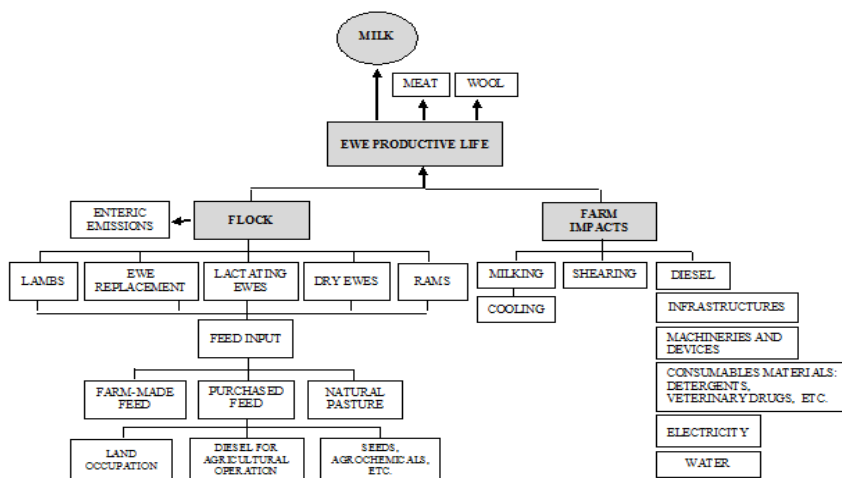 MILK
MEAT
WOOL
EWE PRODUCTIVE LIFE
ENTERIC
EMISSIONS
FLOCK
FARM
IMPACTS
LAMBS
EWE
REPLACEMENT
LACTATING
EWES
DRY EWES
RAMS
MILKING
SHEARING
DIESEL
COOLING
INFRASTRUCTURES
FEED INPUT
MACHINERIES AND
DEVICES
FARM-MADE
FEED
PURCHASED
FEED
NATURAL
PASTURE
CONSUMABLES MATERIALS:
DETERGENTS,
VETERINARY DRUGS, ETC.
LAND
OCCUPATION
DIESEL FOR
AGRICULTURAL
OPERATION
SEEDS,
AGROCHEMICALS,
ETC.
ELECTRICITY
WATER